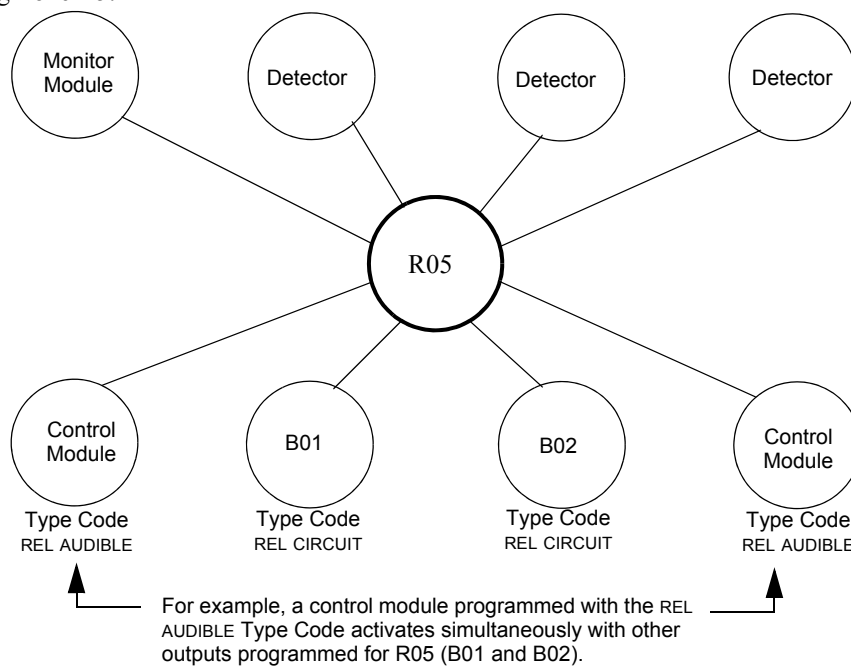 Monitor
Module
Detector
Detector
Detector
R05
Control
Module
B01
B02
Control
Module
Type Code
REL AUDIBLE
Type Code
REL CIRCUIT
Type Code
REL CIRCUIT
Type Code
REL AUDIBLE
For example, a control module programmed with the REL
AUDIBLE Type Code activates simultaneously with other
outputs programmed for R05 (B01 and B02).